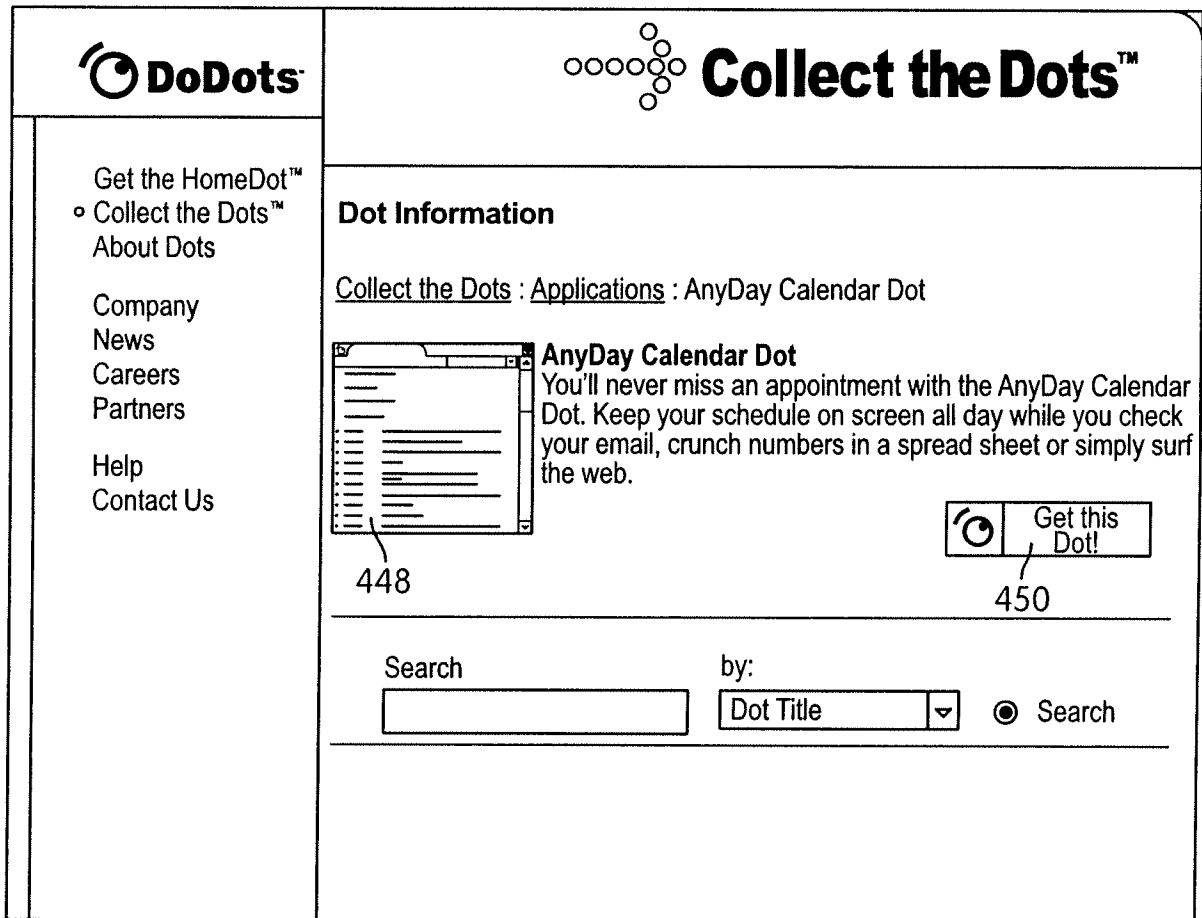 DoDots
Collect the Dots™
Get the HomeDot™
Collect the Dots™
About Dots
Company
News
Careers
Partners
Help
Contact Us
Dot Information
Collect the Dots : Applications : AnyDay Calendar Dot
AnyDay Calendar Dot
You'll never miss an appointment with the AnyDay Calendar
Dot. Keep your schedule on screen all day while you check
your email, crunch numbers in a spread sheet or simply surf
the web.
448
Get this
Dot!
450
Search by:
Dot Title Search